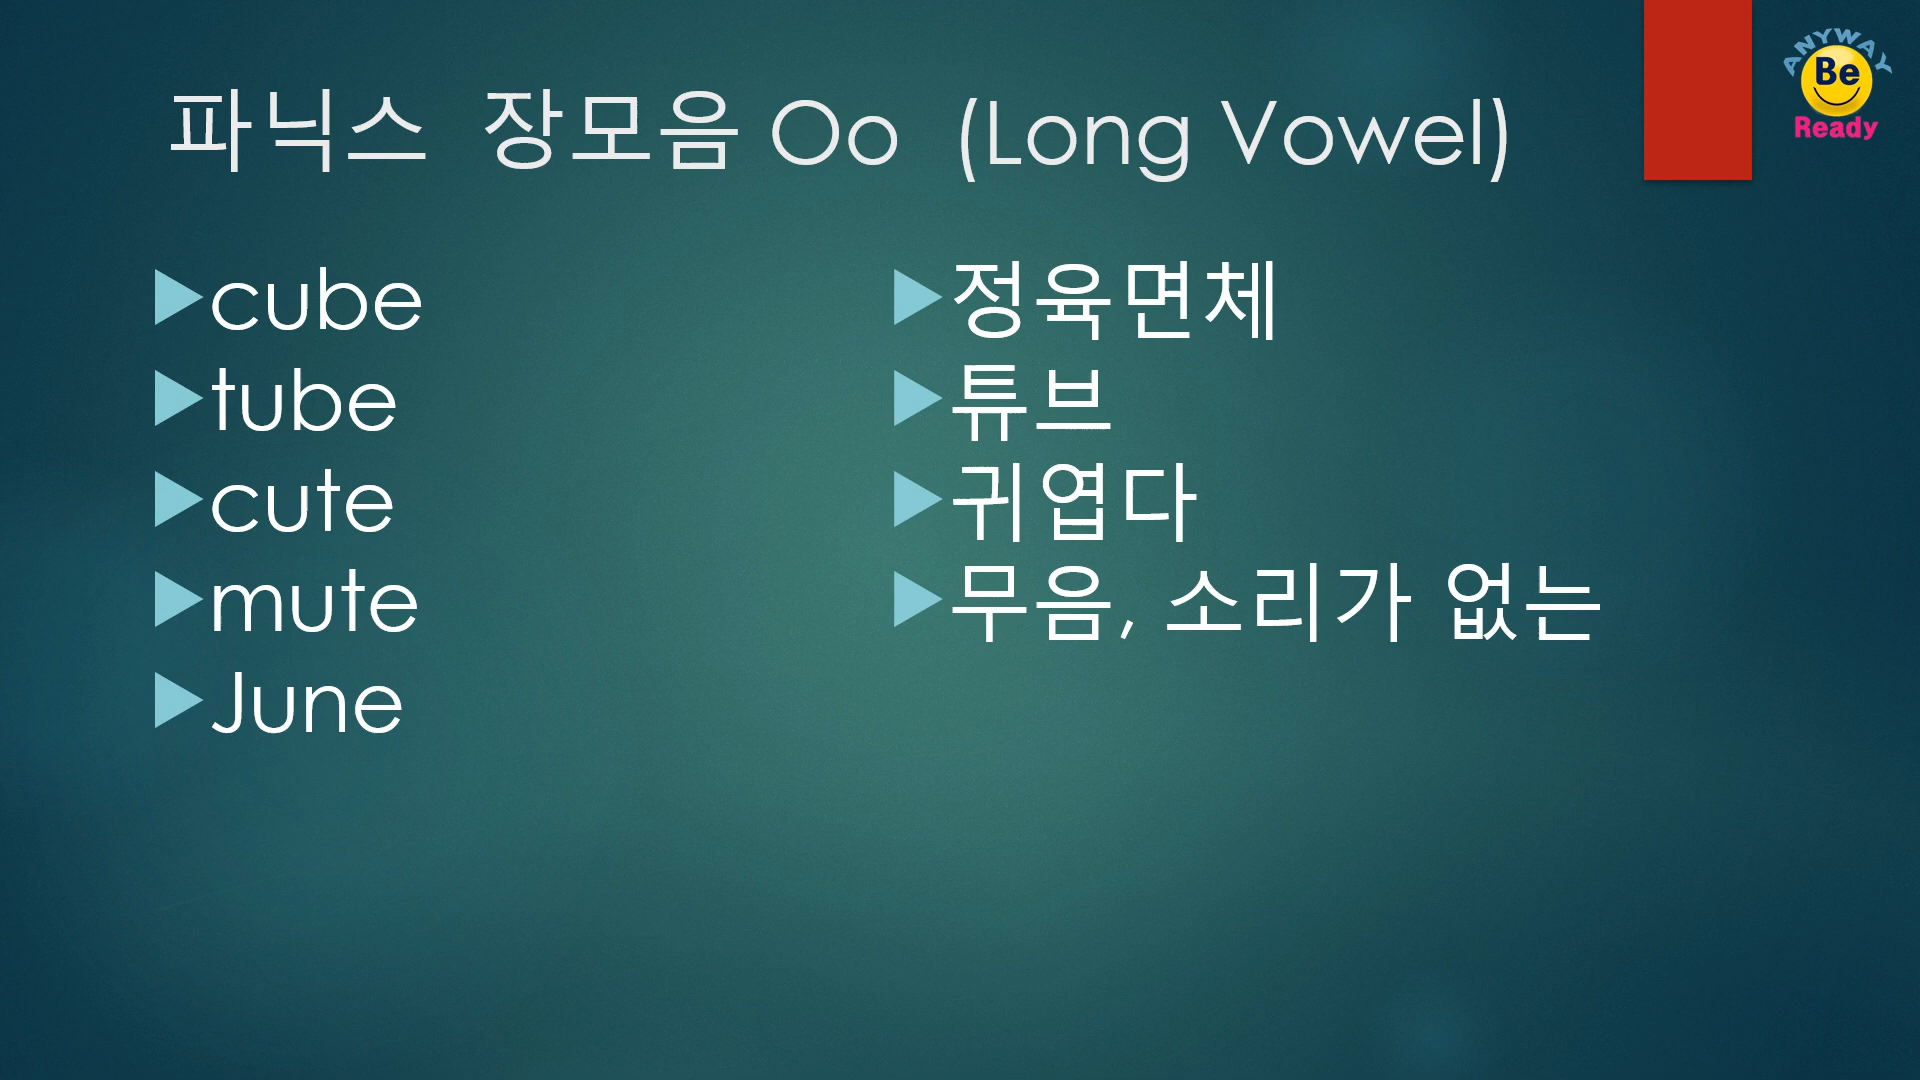 파닉스 장모음 Oo (Long Vowel)
ANYWAY
Be
Ready
cube
tube
cute
mute
June
정육면체
튜브
귀엽다
무음, 소리가 없는